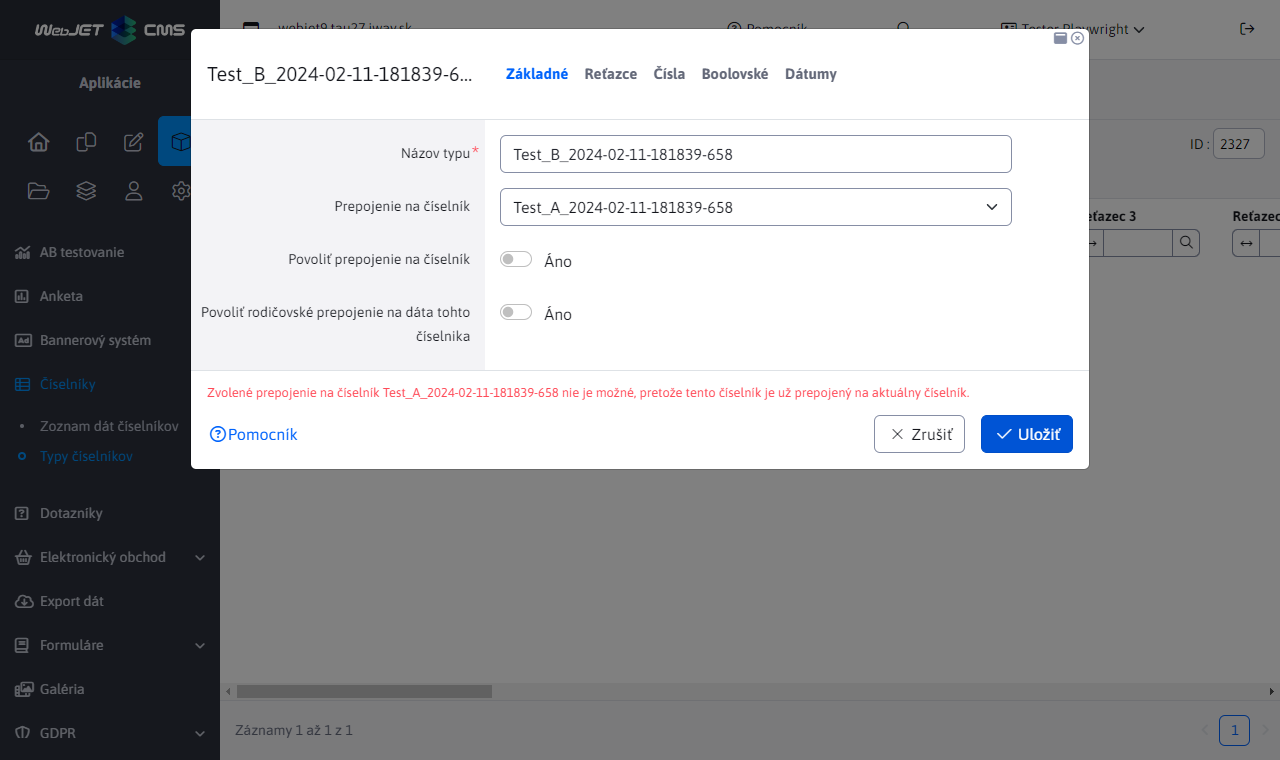 WebJET CMS
webjet9.tau27.iway.sk
Pomocník
Tester Playwright
Aplikácie
ID : 2327
AB testovanie
Anketa
Bannerový systém
Číselníky
Zoznam dát číselníkov
Typy číselníkov
Dotazníky
Elektronický obchod
Export dát
Formuláre
Galéria
GDPR
Test_B_2024-02-11-181839-6...
Základné Reťazce Čísla Boolovské Dátumy
Názov typu* Test_B_2024-02-11-181839-658
Prepojenie na číselník Test_A_2024-02-11-181839-658
Povoliť prepojenie na číselník Áno
Povoliť rodičovské prepojenie na dáta tohto Áno
číselnika
Zvolené prepojenie na číselník Test_A_2024-02-11-181839-658 nie je možné, pretože tento číselník je už prepojený na aktuálny číselník.
Pomocník Zrušiť Uložiť
eťazec 3 Reťazec
Záznamy 1 až 1 z 1
1